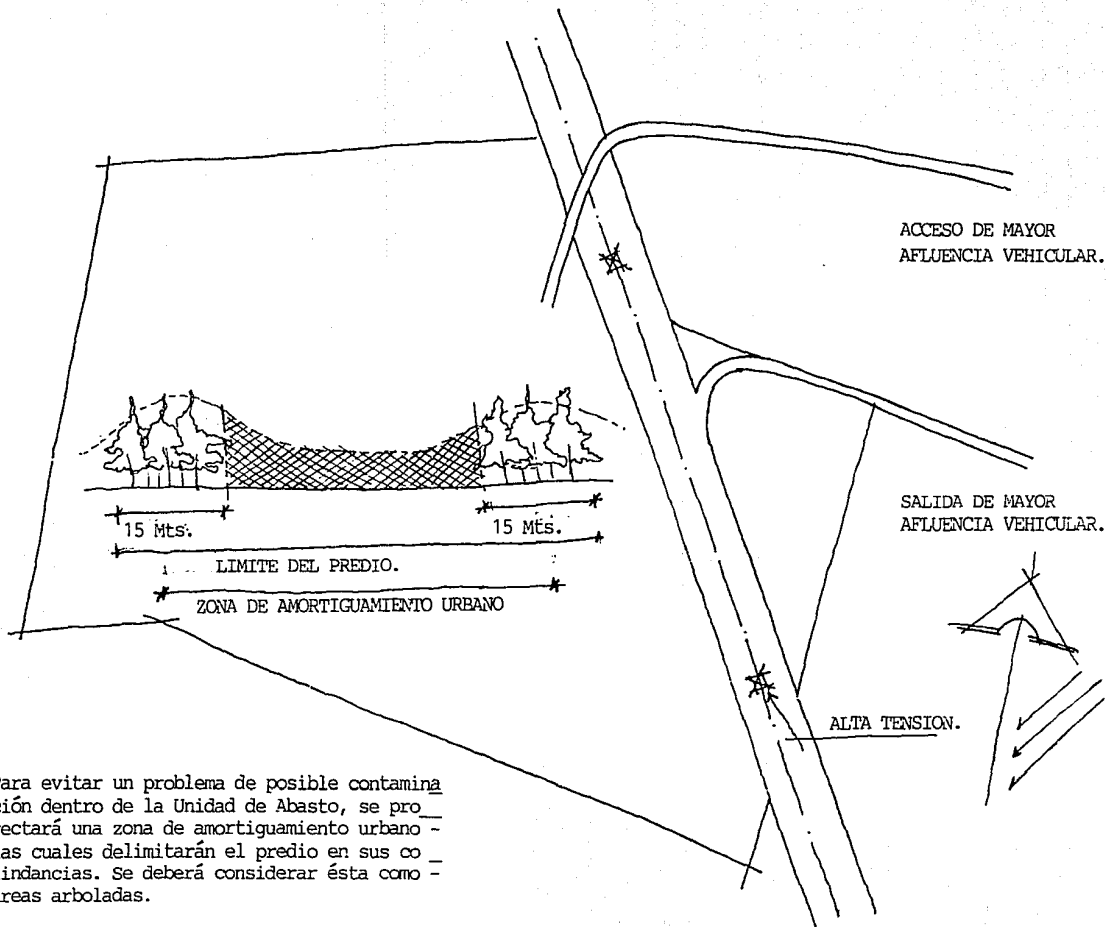 ACCESO DE MAYOR
AFLUENCIA VEHICULAR.
15 Mts.
15 Mts.
LIMITE DEL PREDIO.
ZONA DE AMORTIGUAMIENTO URBANO
SALIDA DE MAYOR
AFLUENCIA VEHICULAR.
ALTA TENSION.
Para evitar un problema de posible contamina
ción dentro de la Unidad de Abasto, se pro_
ectará una zona de amortiguamiento urbano -
as cuales delimitarán el predio en sus co _
indancias. Se deberá considerar ésta como -
reas arboladas.